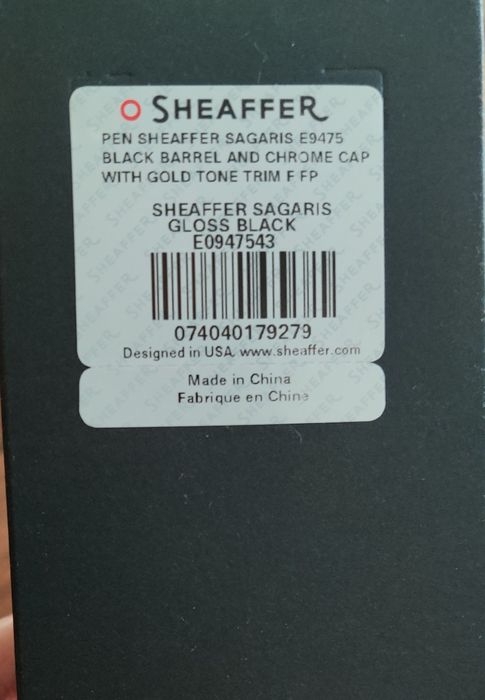 SHEAFFER
PEN SHEAFFER SAGARIS E9475
BLACK BARREL AND CHROME CAP
WITH GOLD TONE TRIM F FP
SHEAFFER SAGARIS
GLOSS BLACK
E0947543
074040179279
Designed in USA, www.sheaffer.com
Made in China
Fabrique en Chine